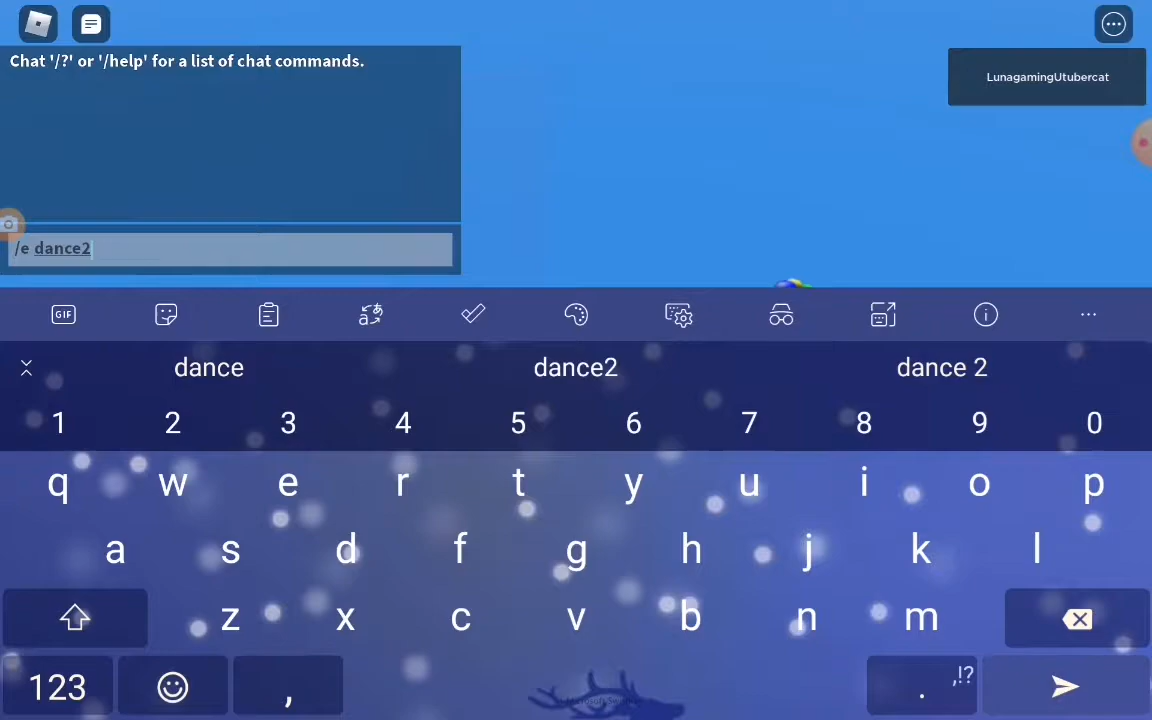 Chat '/?' or '/help' for a list of chat commands.
LunagamingUtubercat
/e dance2
GIF
dance dance2 dance 2
1 2 3 4 5 6 7 8 9 0
q w e r t y u i o p
a s d f g h j k l
z x c v b n m
123 , . ,!?